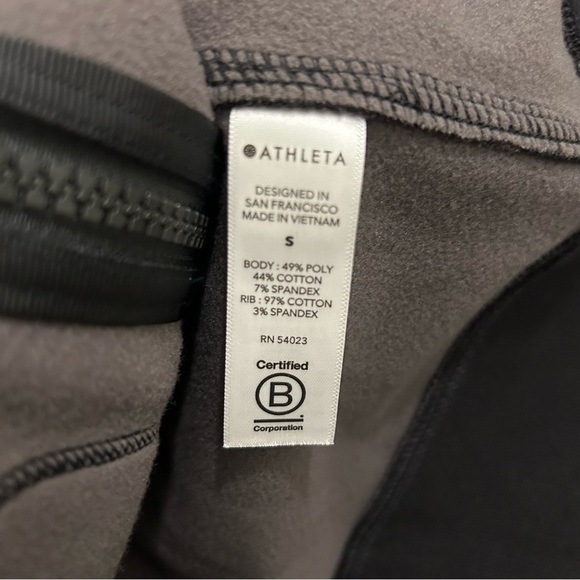 ATHLETA
DESIGNED IN
SAN FRANCISCO
MADE IN VIETNAM
S
BODY : 49% POLY
44% COTTON
7% SPANDEX
RIB : 97% COTTON
3% SPANDEX
RN 54023
Certified
B
Corporation